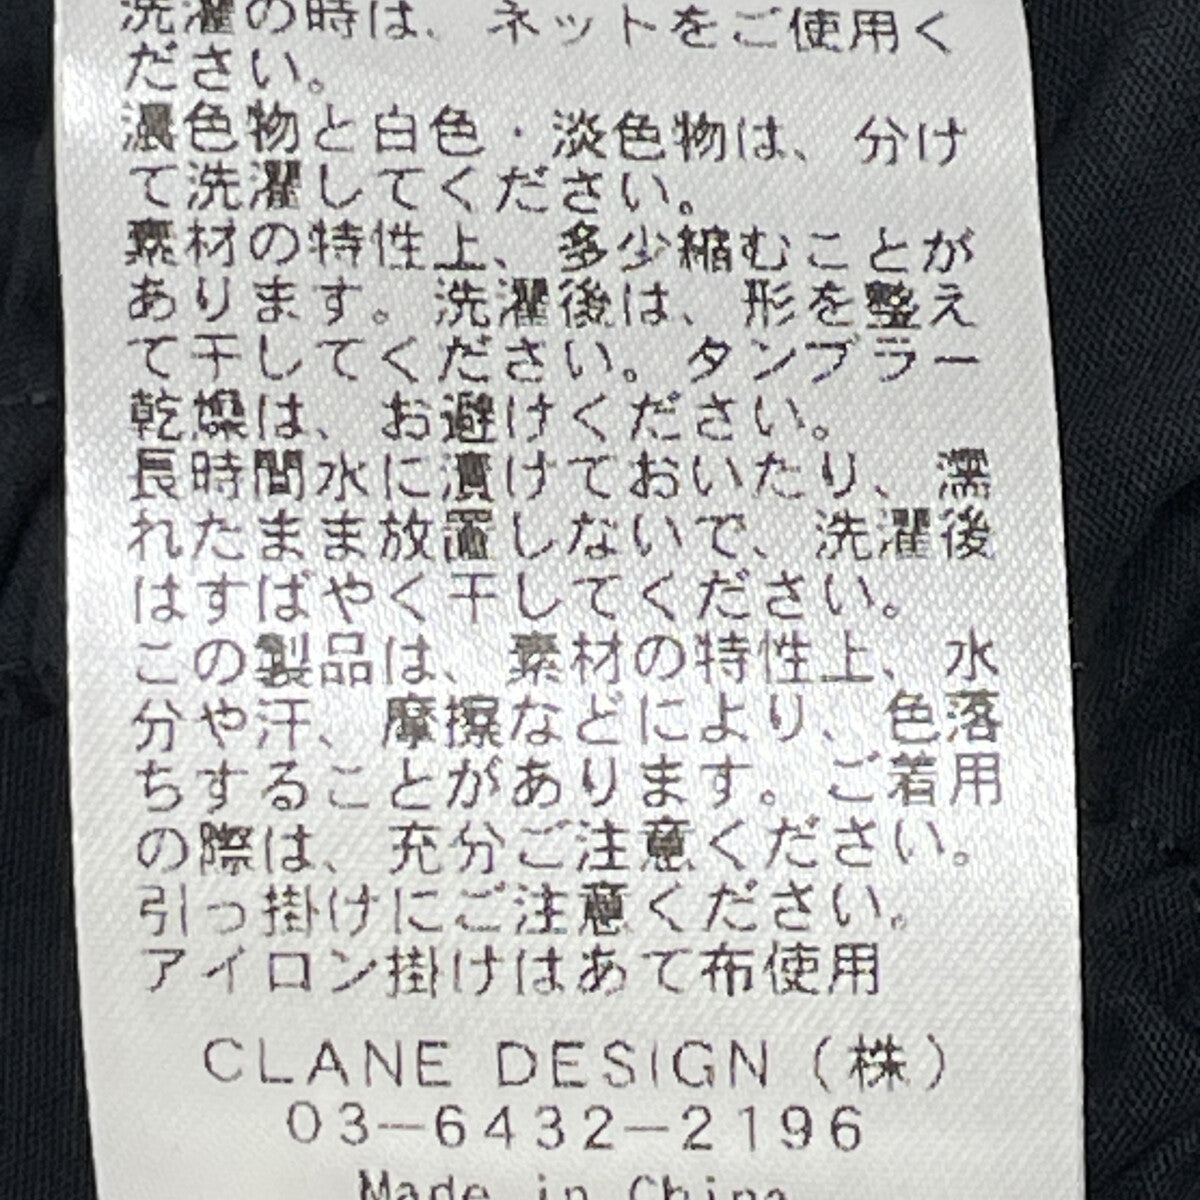 洗濯の時は、ネットをご使用く
ださい。
濃色物と白色・淡色物は、分け
て洗濯してください。
素材の特性上、多少縮むことが
あります。洗濯後は、形を整え
て干してください。タンブラー
乾燥は、お避けください。
長時間水に漬けておいたり、濡
れたまま放置しないで、洗濯後
はすばやく干してください。
この製品は、素材の特性上、水
分や汗、摩擦などにより、色落
ちすることがあります。ご着用
の際は、充分ご注意ください。
引っ掛けにご注意ください。
アイロン掛けはあて布使用
CLANE DESIGN (株)
03-6432-2196
Made in China